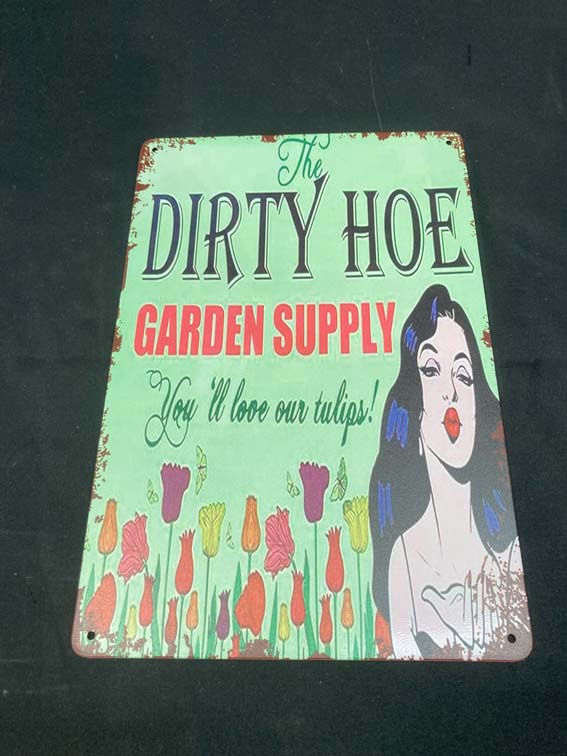 The
DIRTY HOE
GARDEN SUPPLY
You 'll love our tulips!